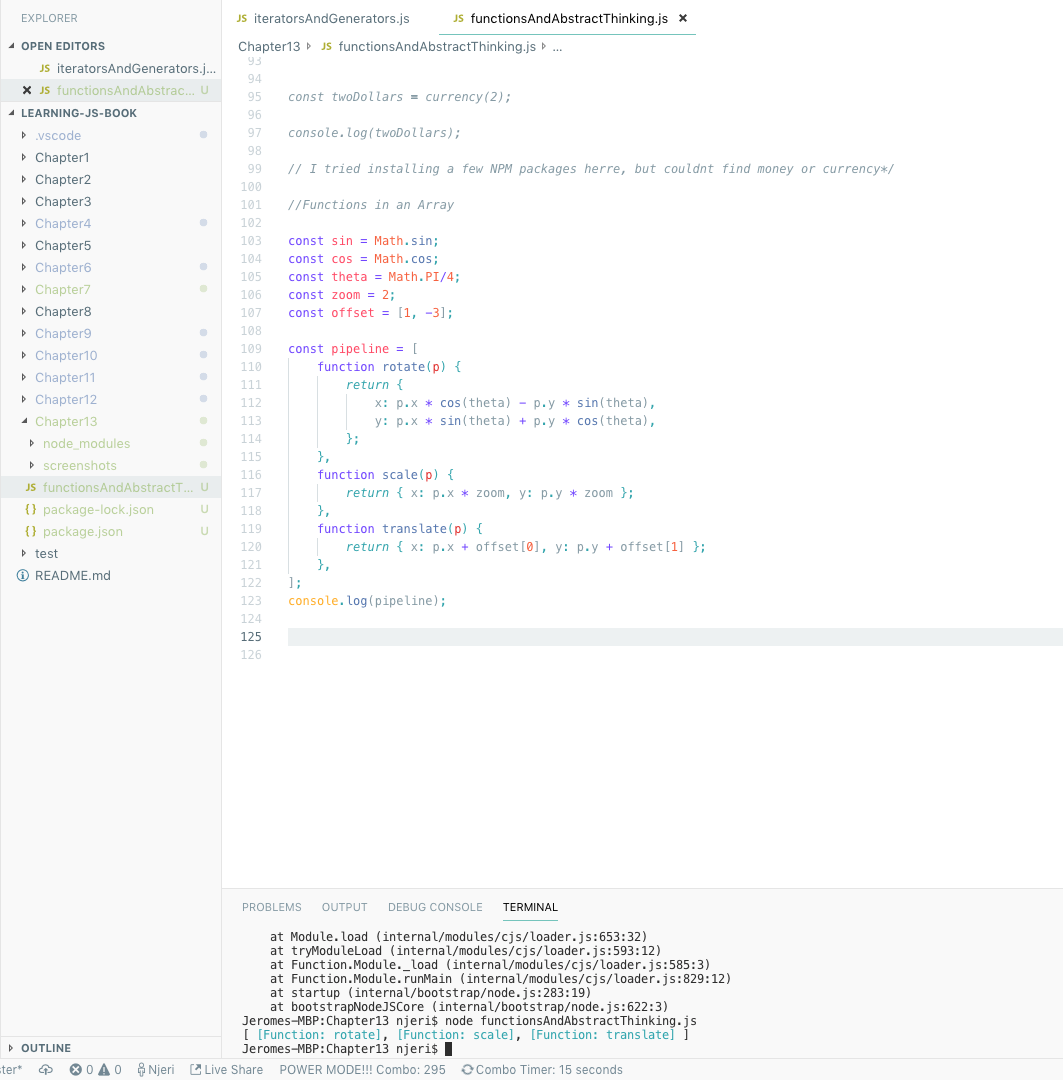 EXPLORER
OPEN EDITORS
JS iteratorsAndGenerators.j...
JS functionsAndAbstrac... U
LEARNING-JS-BOOK
.vscode
Chapter1
Chapter2
Chapter3
Chapter4
Chapter5
Chapter6
Chapter7
Chapter8
Chapter9
Chapter10
Chapter11
Chapter12
Chapter13
node_modules
screenshots
JS functionsAndAbstractT... U
{} package-lock.json U
{} package.json U
test
README.md
OUTLINE
JS iteratorsAndGenerators.js
JS functionsAndAbstractThinking.js ×
Chapter13 JS functionsAndAbstractThinking.js ...
93
94
95 const twoDollars = currency(2);
96
97 console.log(twoDollars);
98
99 // I tried installing a few NPM packages herre, but couldnt find money or currency*/
100
101 //Functions in an Array
102
103 const sin = Math.sin;
104 const cos = Math.cos;
105 const theta = Math.PI/4;
106 const zoom = 2;
107 const offset = [1, -3];
108
109 const pipeline = [
110 function rotate(p) {
111 return {
112 x: p.x * cos(theta) - p.y * sin(theta),
113 y: p.x * sin(theta) + p.y * cos(theta),
114 };
115 },
116 function scale(p) {
117 return { x: p.x * zoom, y: p.y * zoom };
118 },
119 function translate(p) {
120 return { x: p.x + offset[0], y: p.y + offset[1] };
121 },
122 ];
123 console.log(pipeline);
124
125
126
PROBLEMS OUTPUT DEBUG CONSOLE TERMINAL
at Module.load (internal/modules/cjs/loader.js:653:32)
at tryModuleLoad (internal/modules/cjs/loader.js:593:12)
at Function.Module._load (internal/modules/cjs/loader.js:585:3)
at Function.Module.runMain (internal/modules/cjs/loader.js:829:12)
at startup (internal/bootstrap/node.js:283:19)
at bootstrapNodeJSCore (internal/bootstrap/node.js:622:3)
Jeromes-MBP:Chapter13 njeri$ node functionsAndAbstractThinking.js
[ [Function: rotate], [Function: scale], [Function: translate] ]
Jeromes-MBP:Chapter13 njeri$
ter* 0 0 Njeri Live Share POWER MODE!!! Combo: 295 Combo Timer: 15 seconds